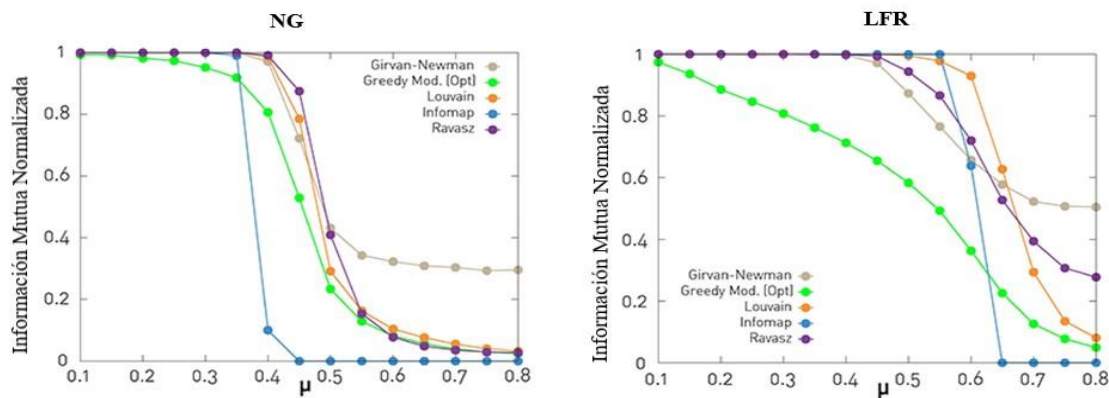 NG
Información Mutua Normalizada
1
0.8
0.6
0.4
0.2
0
Girvan-Newman
Greedy Mod. (Opt)
Louvain
Infomap
Ravasz
0.1 0.2 0.3 0.4 0.5 0.6 0.7 0.8
μ
LFR
Información Mutua Normalizada
1
0.8
0.6
0.4
0.2
0
Girvan-Newman
Greedy Mod. (Opt)
Louvain
Infomap
Ravasz
0.1 0.2 0.3 0.4 0.5 0.6 0.7 0.8
μ